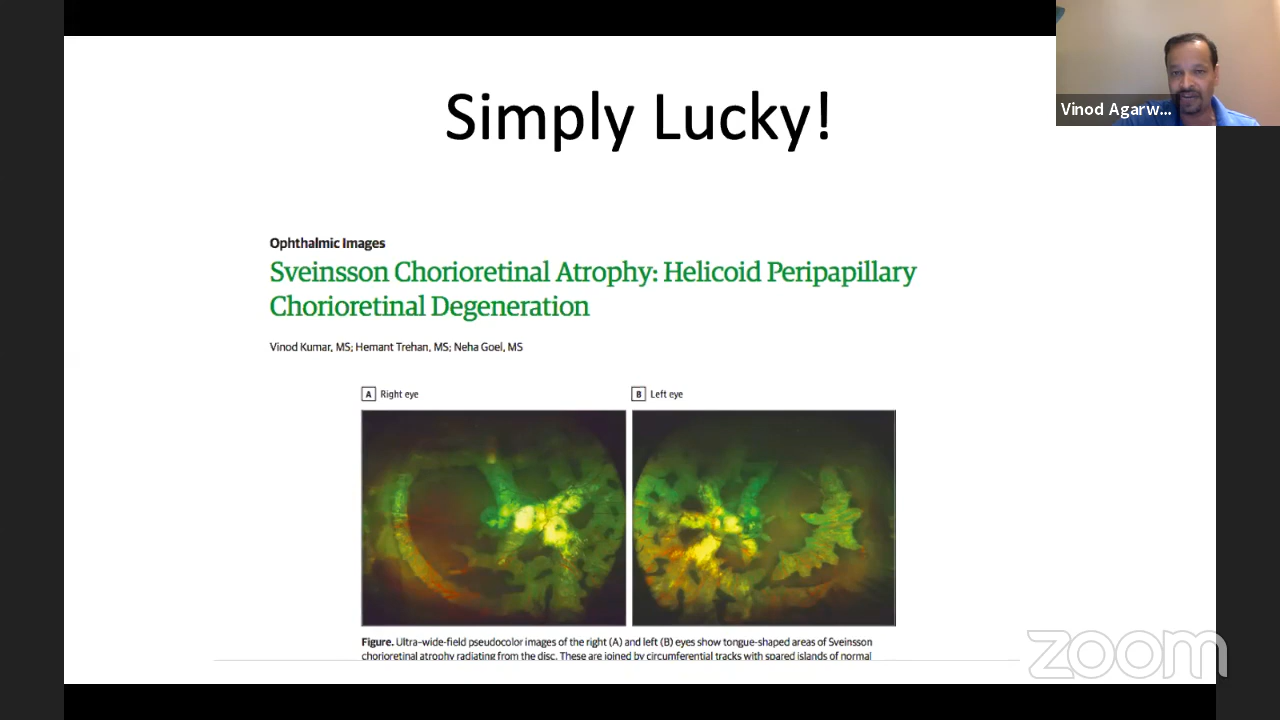 Simply Lucky!
Vinod Agarw...
Ophthalmic Images
Sveinsson Chorioretinal Atrophy: Helicoid Peripapillary
Chorioretinal Degeneration
Vinod Kumar, MS; Hemant Trehan, MS; Neha Goel, MS
A Right eye
B Left eye
Figure. Ultra-wide-field pseudocolor images of the right (A) and left (B) eyes show tongue-shaped areas of Sveinsson
chorioretinal atrophy radiating from the disc. These are joined by circumferential tracks with spared islands of normal
zoom